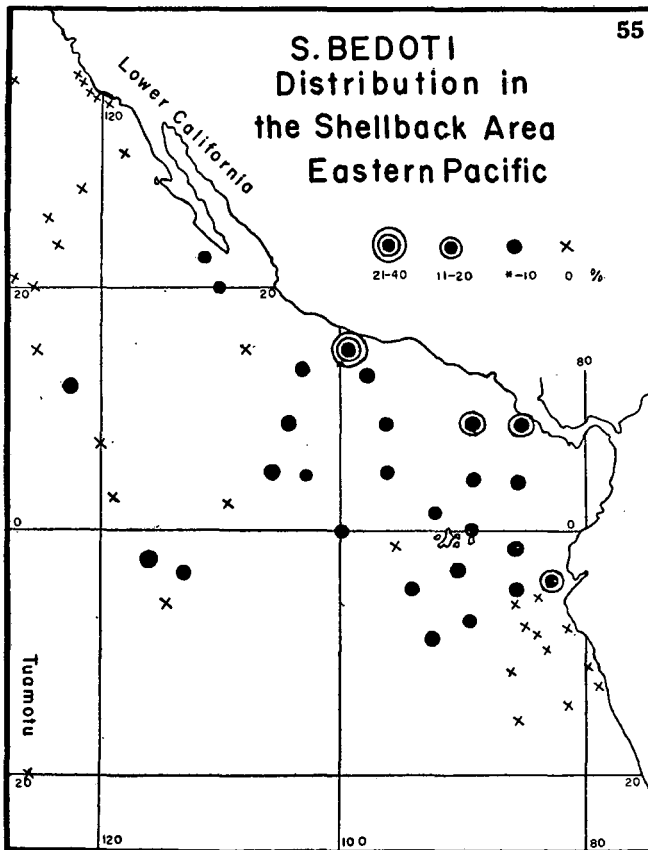 55
S. BEDOTI
Distribution in
the Shellback Area
Eastern Pacific
Lower California
120
21-40 11-20 *-10 0 %
20 20
80
0 0
Tuamotu
20 20
120 100 80